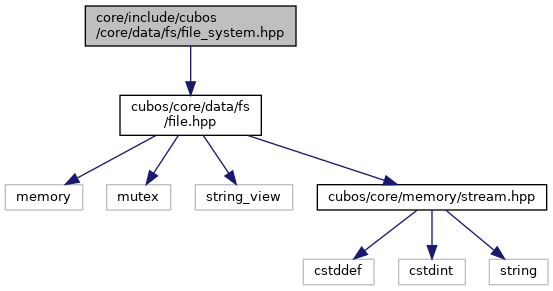 core/include/cubos
/core/data/fs/file_system.hpp
cubos/core/data/fs
/file.hpp
memory
mutex
string_view
cubos/core/memory/stream.hpp
cstddef
cstdint
string